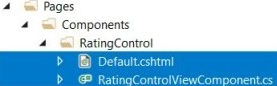 Pages
Components
RatingControl
Default.cshtml
RatingControlViewComponent.cs